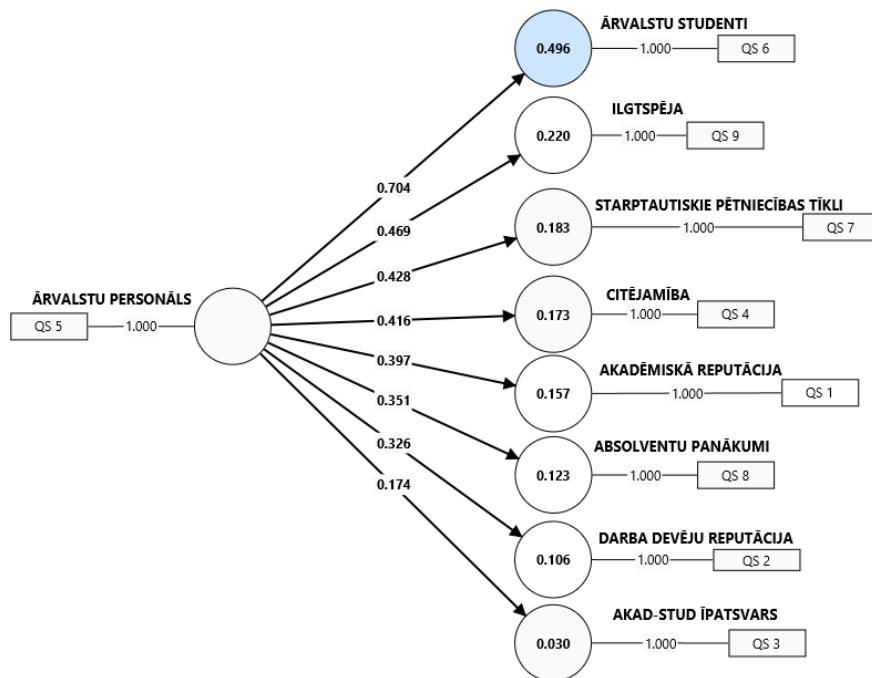 ĀRVALSTU STUDENTI
0.496
1.000
QS 6
ILGTSPĒJA
0.220
1.000
QS 9
0.704
STARPTAUTISKIE PĒTNIECĪBAS TĪKLI
0.469
0.183
1.000
QS 7
0.428
ĀRVALSTU PERSONĀLS
CITĒJAMĪBA
QS 5
1.000
0.416
0.173
1.000
QS 4
0.397
AKADĒMISKĀ REPUTĀCIJA
0.157
1.000
QS 1
0.351
0.326
ABSOLVENTU PANĀKUMI
0.123
1.000
QS 8
0.174
DARBA DEVĒJU REPUTĀCIJA
0.106
1.000
QS 2
AKAD-STUD ĪPATSVARS
0.030
1.000
QS 3